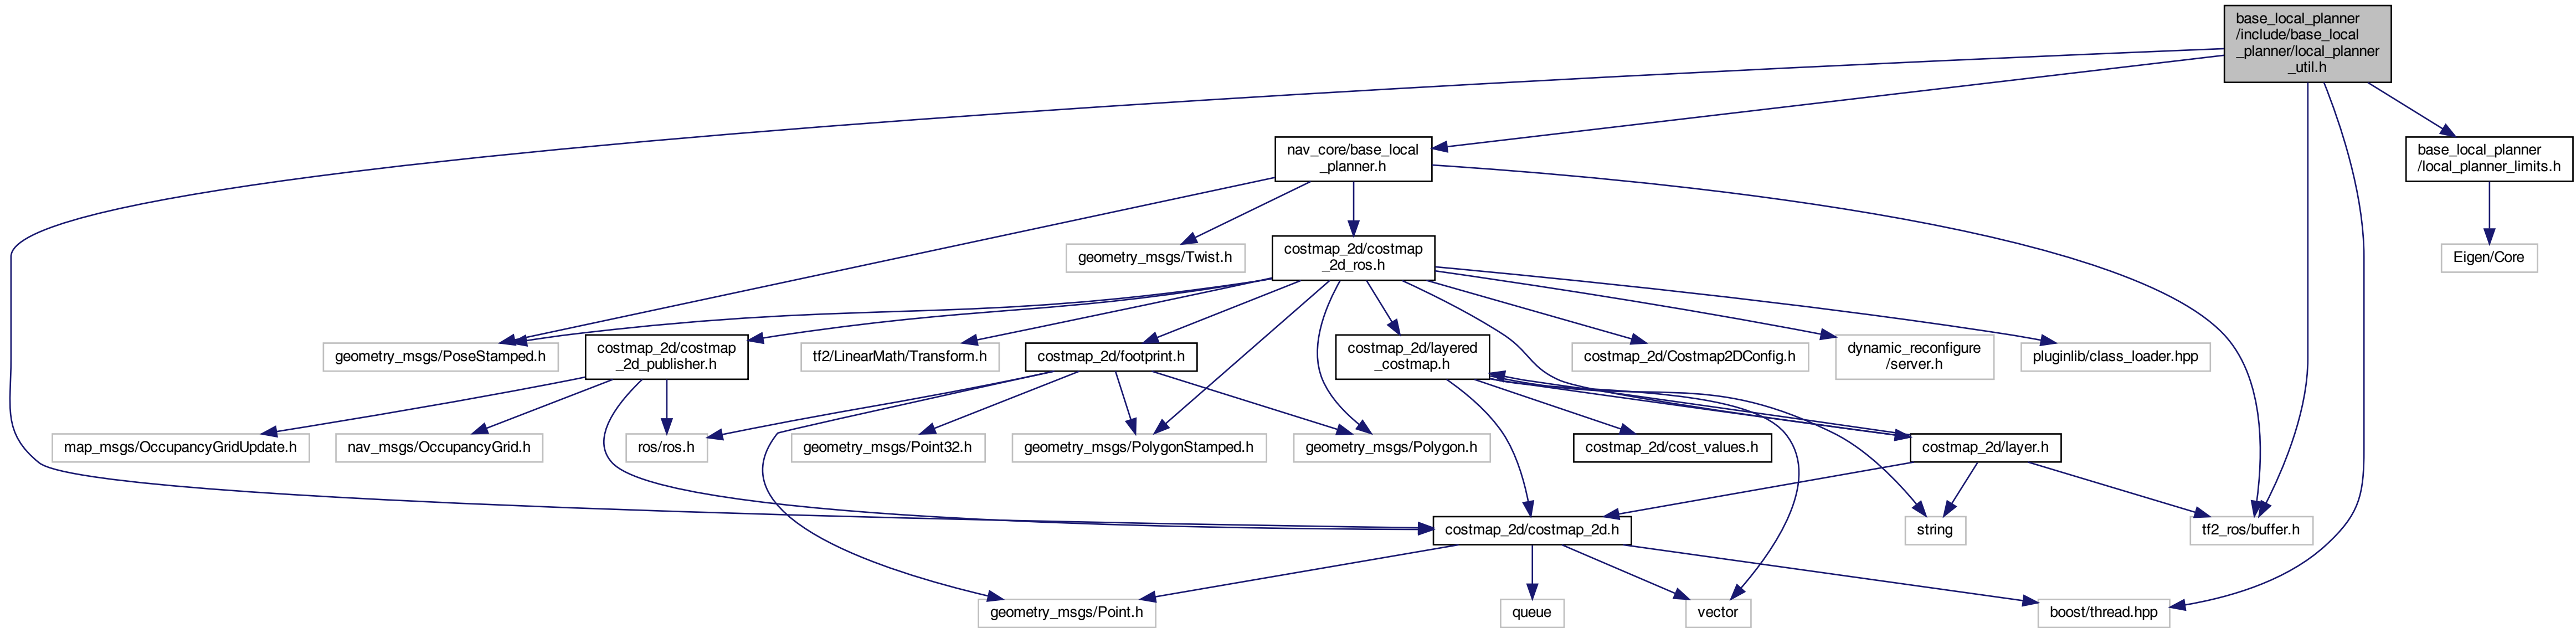 base_local_planner
/include/base_local
_planner/local_planner
_util.h
nav_core/base_local
_planner.h
base_local_planner
/local_planner_limits.h
geometry_msgs/Twist.h
costmap_2d/costmap
_2d_ros.h
Eigen/Core
geometry_msgs/PoseStamped.h
costmap_2d/costmap
_2d_publisher.h
tf2/LinearMath/Transform.h
costmap_2d/footprint.h
costmap_2d/layered
_costmap.h
costmap_2d/Costmap2DConfig.h
dynamic_reconfigure
/server.h
pluginlib/class_loader.hpp
map_msgs/OccupancyGridUpdate.h
nav_msgs/OccupancyGrid.h
ros/ros.h
geometry_msgs/Point32.h
geometry_msgs/PolygonStamped.h
geometry_msgs/Polygon.h
costmap_2d/cost_values.h
costmap_2d/layer.h
costmap_2d/costmap_2d.h
string
tf2_ros/buffer.h
geometry_msgs/Point.h
queue
vector
boost/thread.hpp